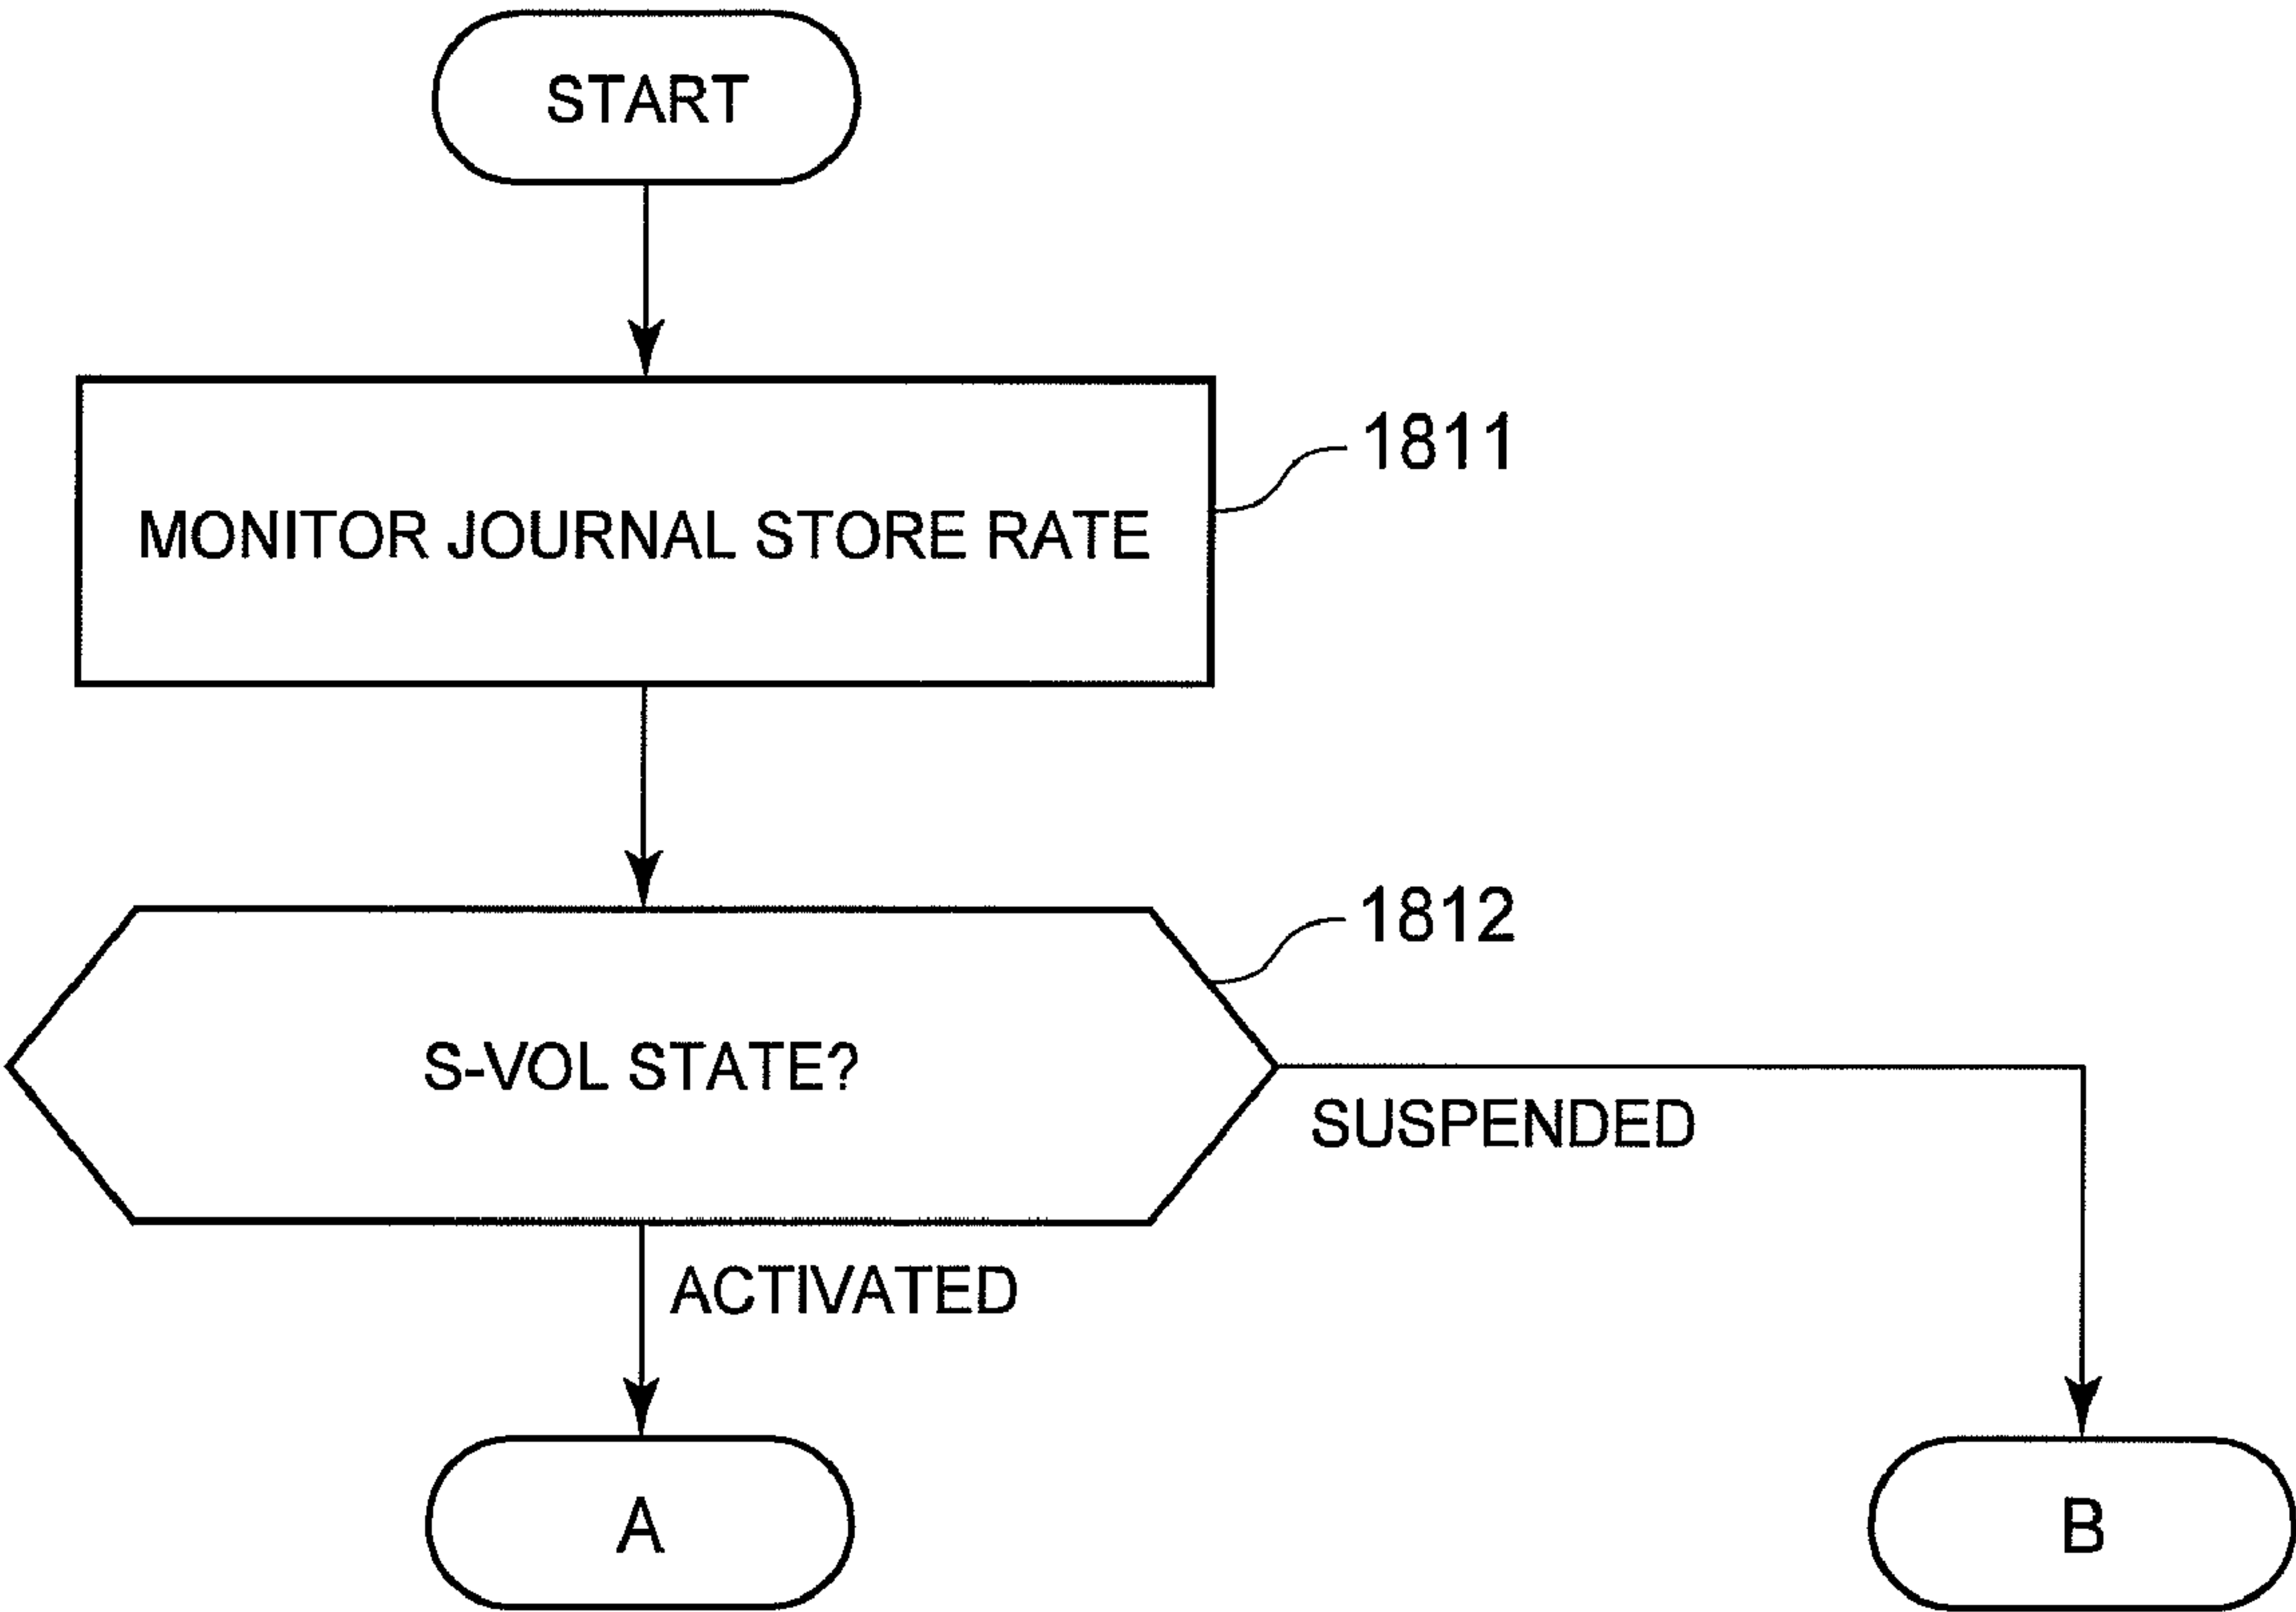 START
1811
MONITOR JOURNAL STORE RATE
1812
S-VOL STATE?
SUSPENDED
ACTIVATED
A
B